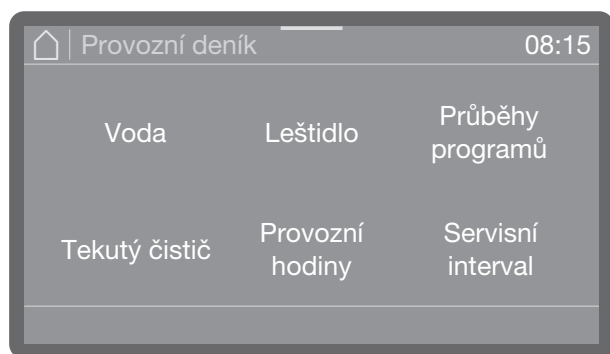 Provozní deník 08:15
Voda Leštidlo Průběhy
programů
Tekutý čistič Provozní
hodiny Servisní
interval